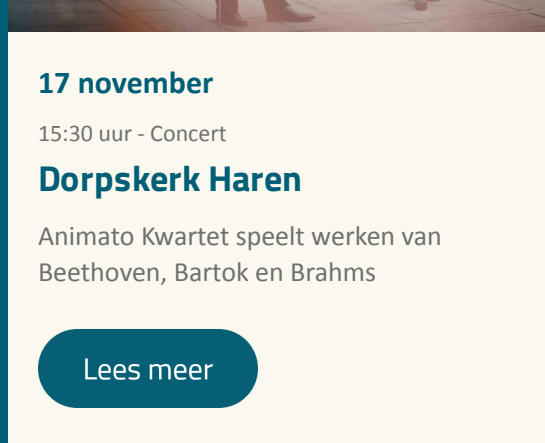 17 november
15:30 uur - Concert
Dorpskerk Haren
Animato Kwartet speelt werken van
Beethoven, Bartok en Brahms
Lees meer